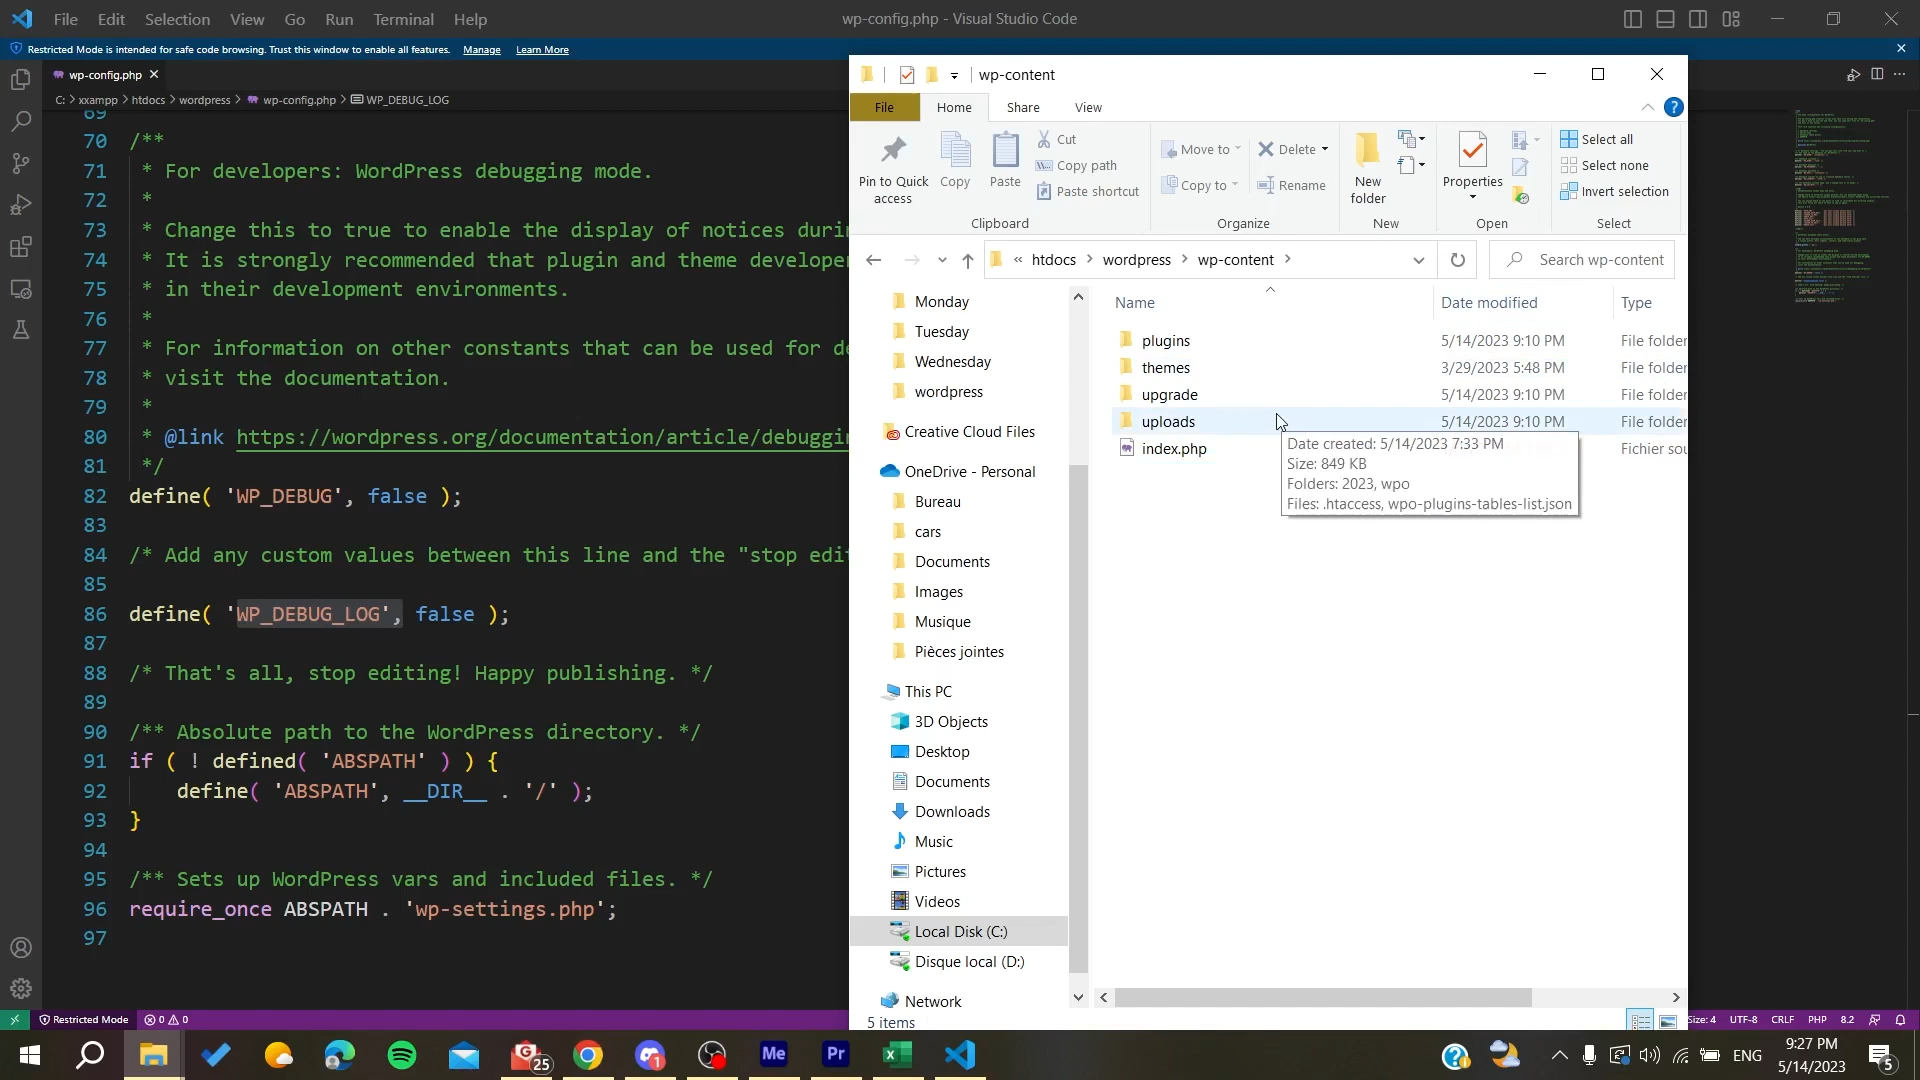 File Edit Selection View Go Run Terminal Help
wp-config.php - Visual Studio Code
Restricted Mode is intended for safe code browsing. Trust this window to enable all features. Manage Learn More
wp-config.php
C: > xxampp > htdocs > wordpress > wp-config.php > WP_DEBUG_LOG
69
70 /**
71 * For developers: WordPress debugging mode.
72 *
73 * Change this to true to enable the display of notices duri
74 * It is strongly recommended that plugin and theme develope
75 * in their development environments.
76 *
77 * For information on other constants that can be used for d
78 * visit the documentation.
79 *
80 * @link https://wordpress.org/documentation/article/debuggi
81 */
82 define( 'WP_DEBUG', false );
83
84 /* Add any custom values between this line and the "stop edi
85
86 define( 'WP_DEBUG_LOG', false );
87
88 /* That's all, stop editing! Happy publishing. */
89
90 /** Absolute path to the WordPress directory. */
91 if ( ! defined( 'ABSPATH' ) ) {
92 define( 'ABSPATH', __DIR__ . '/' );
93 }
94
95 /** Sets up WordPress vars and included files. */
96 require_once ABSPATH . 'wp-settings.php';
97
wp-content
File Home Share View
Pin to Quick access
Copy
Paste
Cut
Copy path
Paste shortcut
Clipboard
Move to
Copy to
Delete
Rename
Organize
New folder
New
Properties
Open
Select all
Select none
Invert selection
Select
« htdocs > wordpress > wp-content >
Search wp-content
Monday
Tuesday
Wednesday
wordpress
Creative Cloud Files
OneDrive - Personal
Bureau
cars
Documents
Images
Musique
Pièces jointes
This PC
3D Objects
Desktop
Documents
Downloads
Music
Pictures
Videos
Local Disk (C:)
Disque local (D:)
Network
Name Date modified Type
plugins 5/14/2023 9:10 PM File folder
themes 3/29/2023 5:48 PM File folder
upgrade 5/14/2023 9:10 PM File folder
uploads 5/14/2023 9:10 PM File folder
index.php Fichier sou
Date created: 5/14/2023 7:33 PM
Size: 849 KB
Folders: 2023, wpo
Files: .htaccess, wpo-plugins-tables-list.json
5 items
Restricted Mode 0 0
Size: 4 UTF-8 CRLF PHP 8.2
25
1
Me
Pr
ENG
9:27 PM
5/14/2023
5